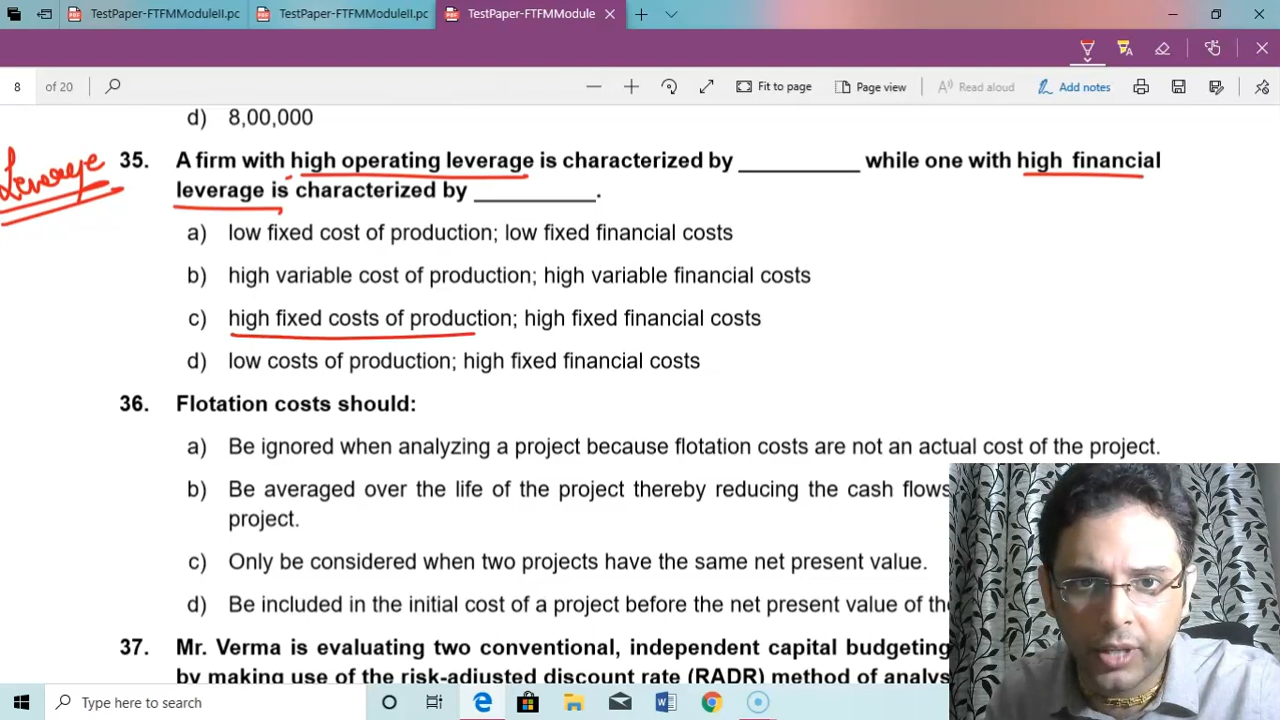 TestPaper-FTFMModuleII.pc
TestPaper-FTFMModuleII.pc
TestPaper-FTFMModule
8 of 20
Fit to page
Page view
Read aloud
Add notes
d) 8,00,000
Leverage
35. A firm with high operating leverage is characterized by __________ while one with high financial
leverage is characterized by __________.
a) low fixed cost of production; low fixed financial costs
b) high variable cost of production; high variable financial costs
c) high fixed costs of production; high fixed financial costs
d) low costs of production; high fixed financial costs
36. Flotation costs should:
a) Be ignored when analyzing a project because flotation costs are not an actual cost of the project.
b) Be averaged over the life of the project thereby reducing the cash flows
project.
c) Only be considered when two projects have the same net present value.
d) Be included in the initial cost of a project before the net present value of
37. Mr. Verma is evaluating two conventional, independent capital budgeting
by making use of the risk-adjusted discount rate (RADR) method of
Type here to search